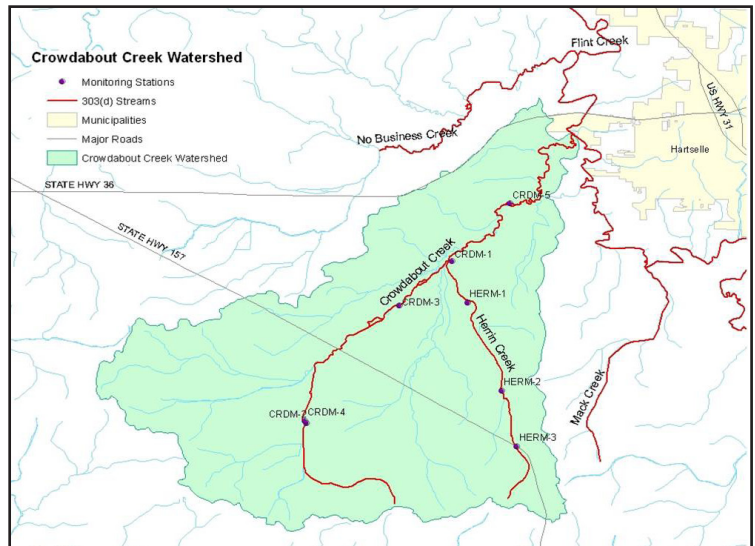 Crowdabout Creek Watershed
Monitoring Stations
303(d) Streams
Municipalities
Major Roads
Crowdabout Creek Watershed
Flint Creek
US HWY 31
No Business Creek
Hartselle
STATE HWY 36
CRDM-5
STATE HWY 157
Crowdabout Creek
CRDM-1
CRDM-3
HERM-1
Herrin Creek
HERM-2
Mack Creek
CRDM-2
CRDM-4
HERM-3